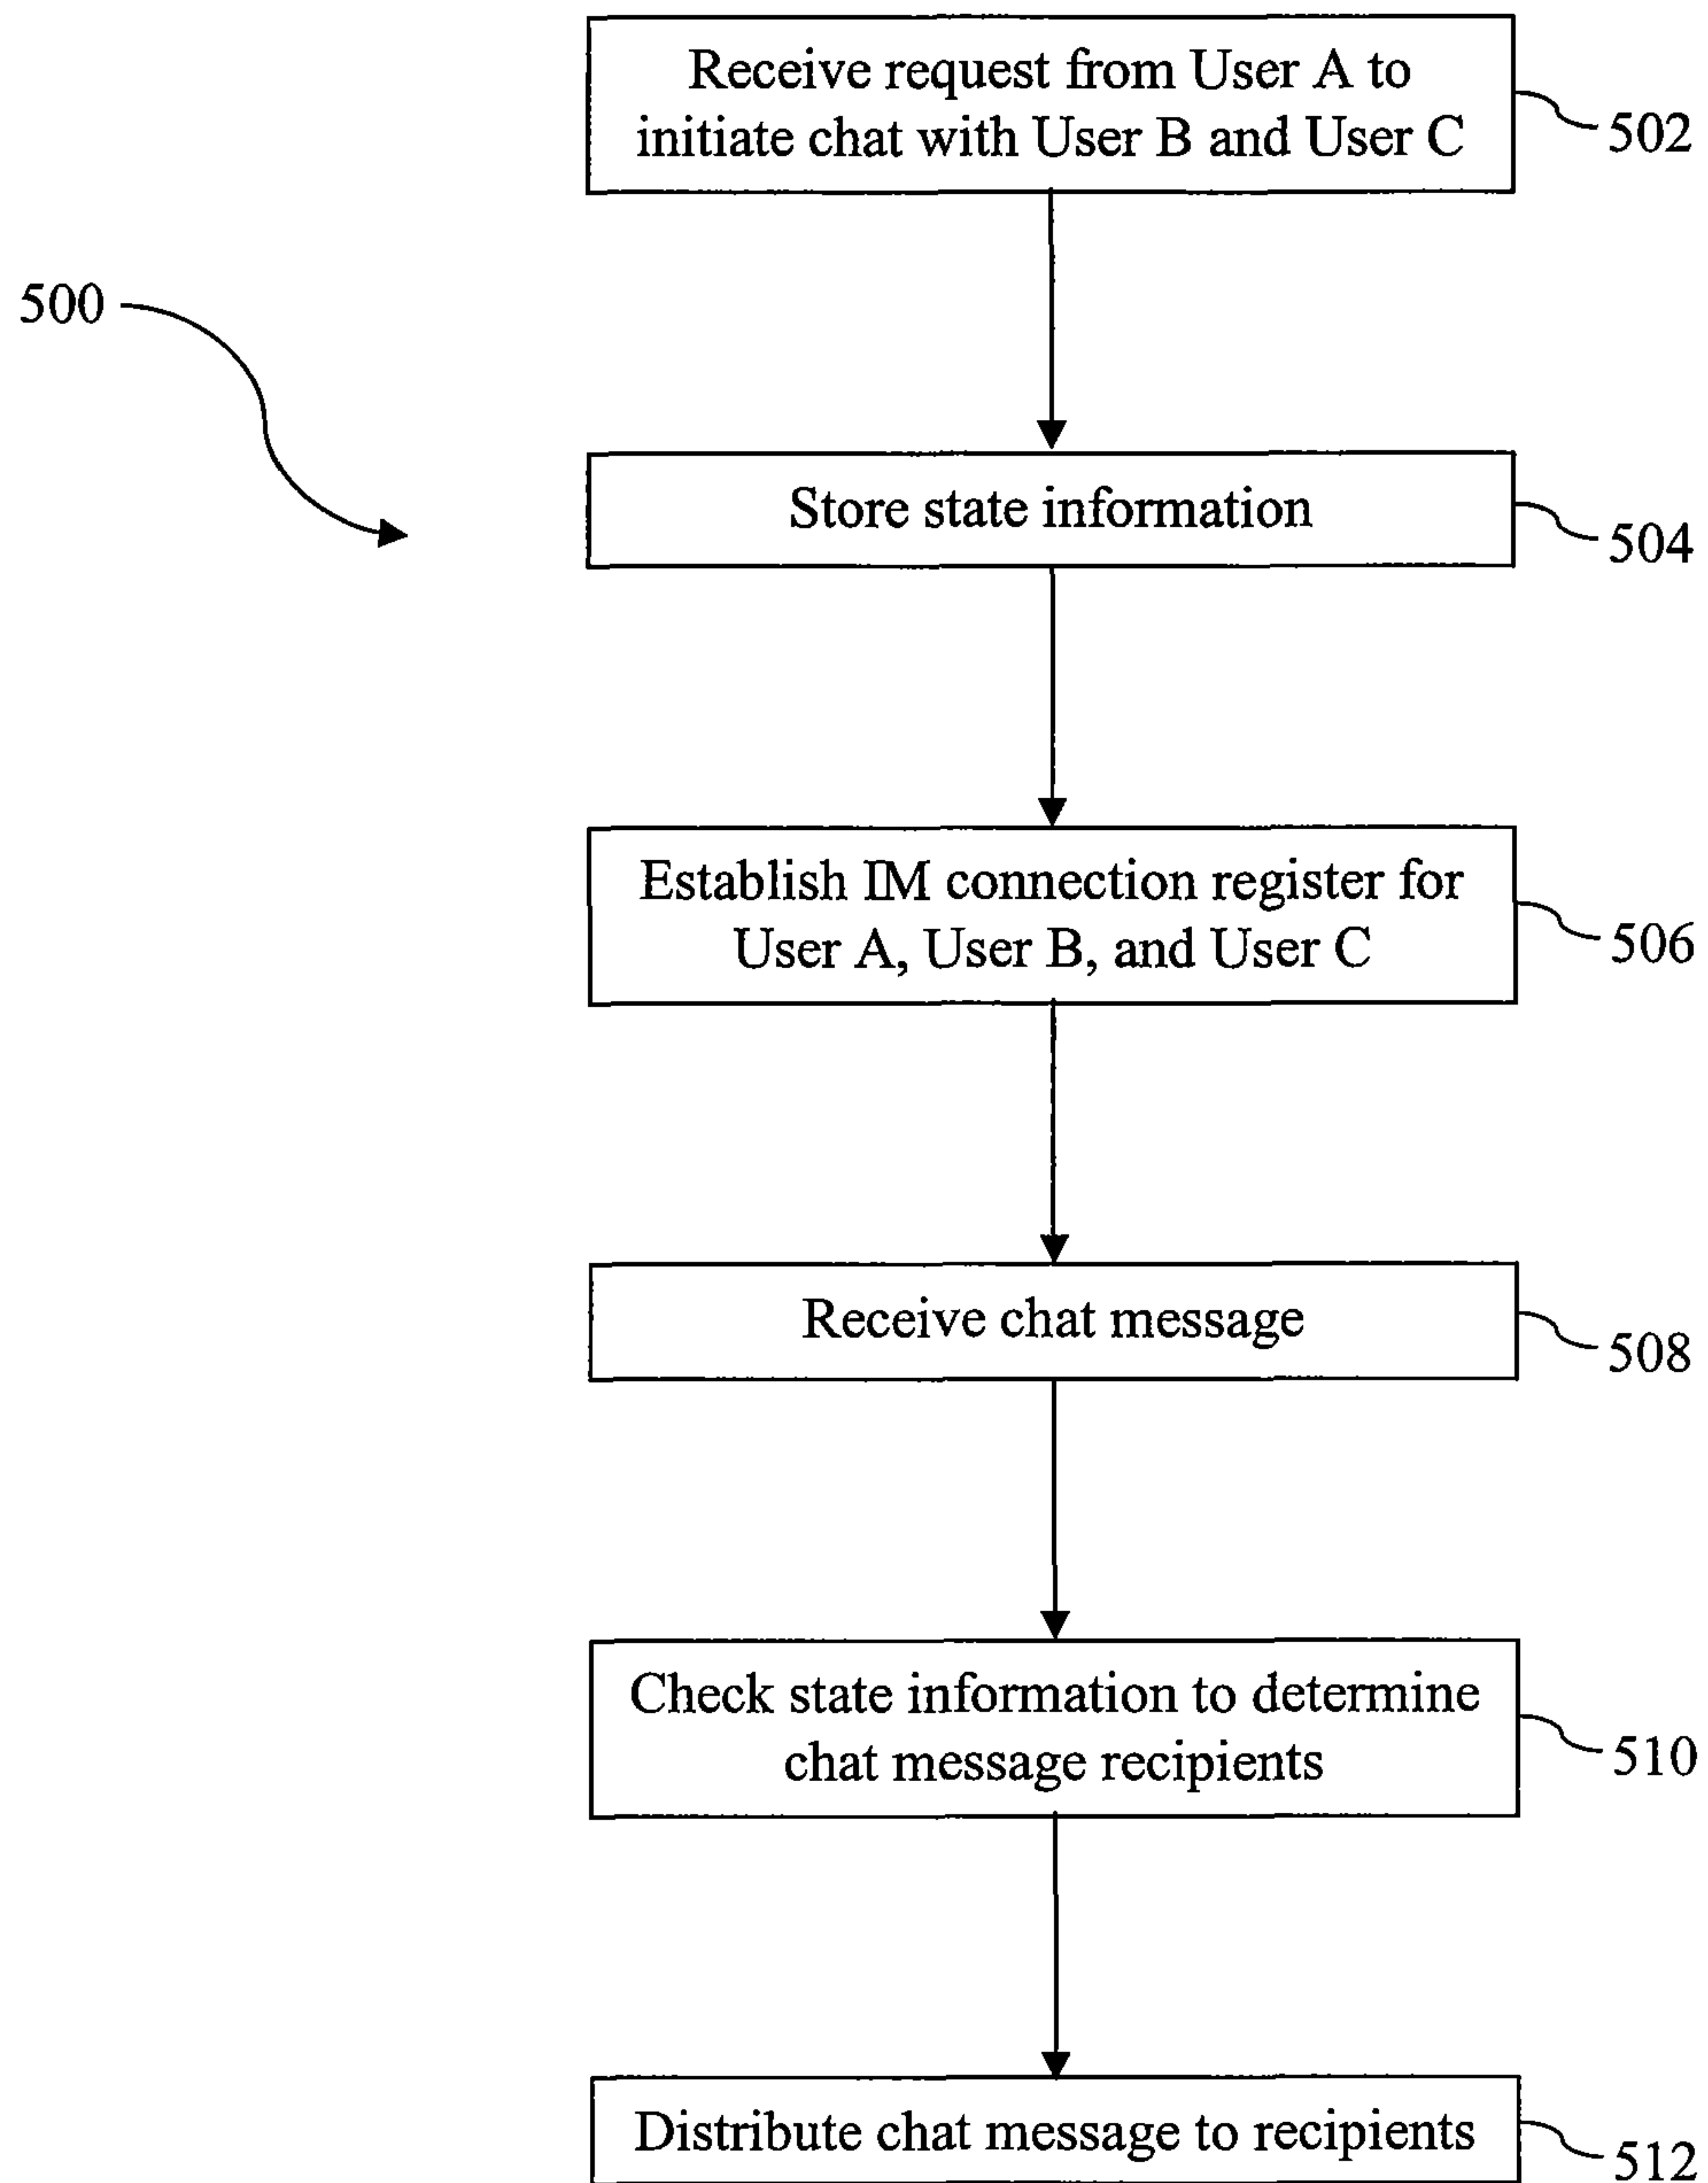 Receive request from User A to
initiate chat with User B and User C
502
500
Store state information
504
Establish IM connection register for
User A, User B, and User C
506
Receive chat message
508
Check state information to determine
chat message recipients
510
Distribute chat message to recipients
512